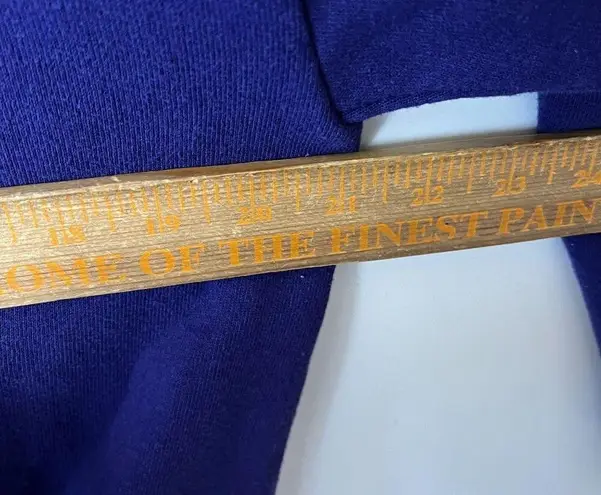 18 19 20 21 22 23 24
OME OF THE FINEST PAIN